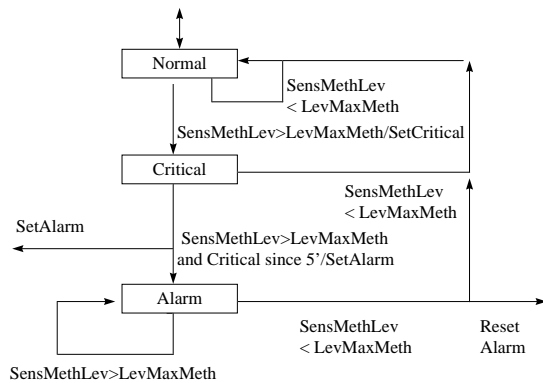 Normal
SensMethLev
< LevMaxMeth
SensMethLev>LevMaxMeth/SetCritical
Critical
SensMethLev
< LevMaxMeth
SetAlarm
SensMethLev>LevMaxMeth
and Critical since 5'/SetAlarm
Alarm
SensMethLev
< LevMaxMeth
Reset
Alarm
SensMethLev>LevMaxMeth